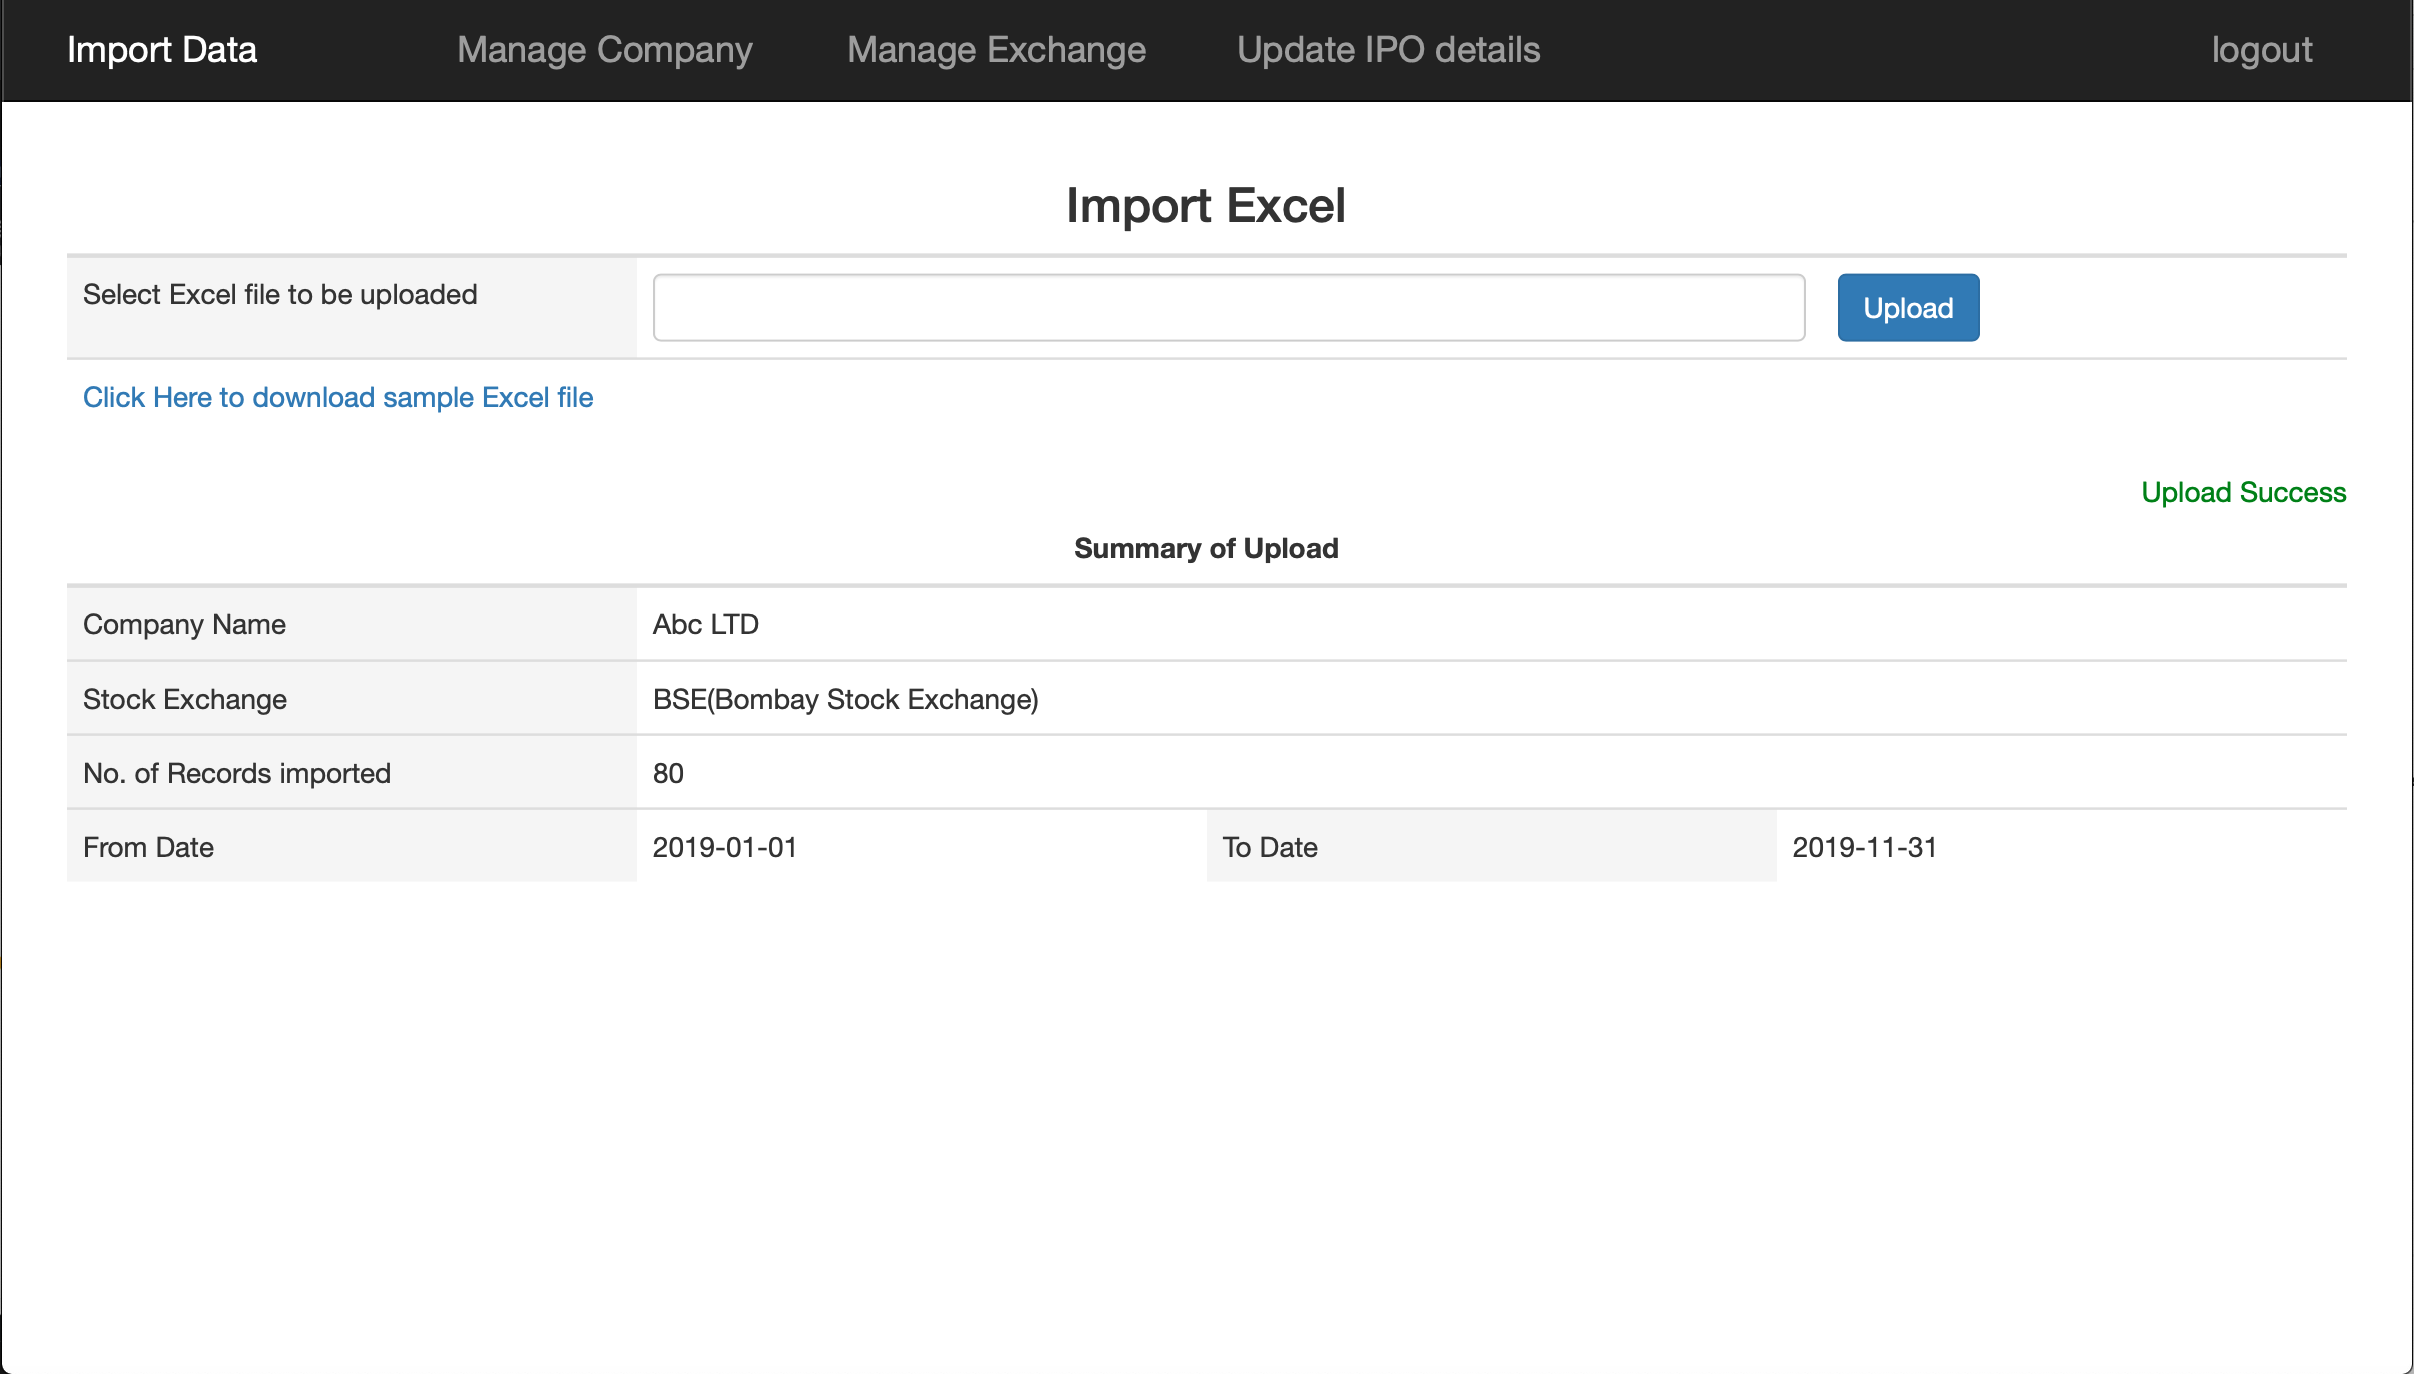 Import Data Manage Company Manage Exchange Update IPO details logout
Import Excel
Select Excel file to be uploaded Upload
Click Here to download sample Excel file
Upload Success
Summary of Upload
Company Name Abc LTD
Stock Exchange BSE(Bombay Stock Exchange)
No. of Records imported 80
From Date 2019-01-01 To Date 2019-11-31